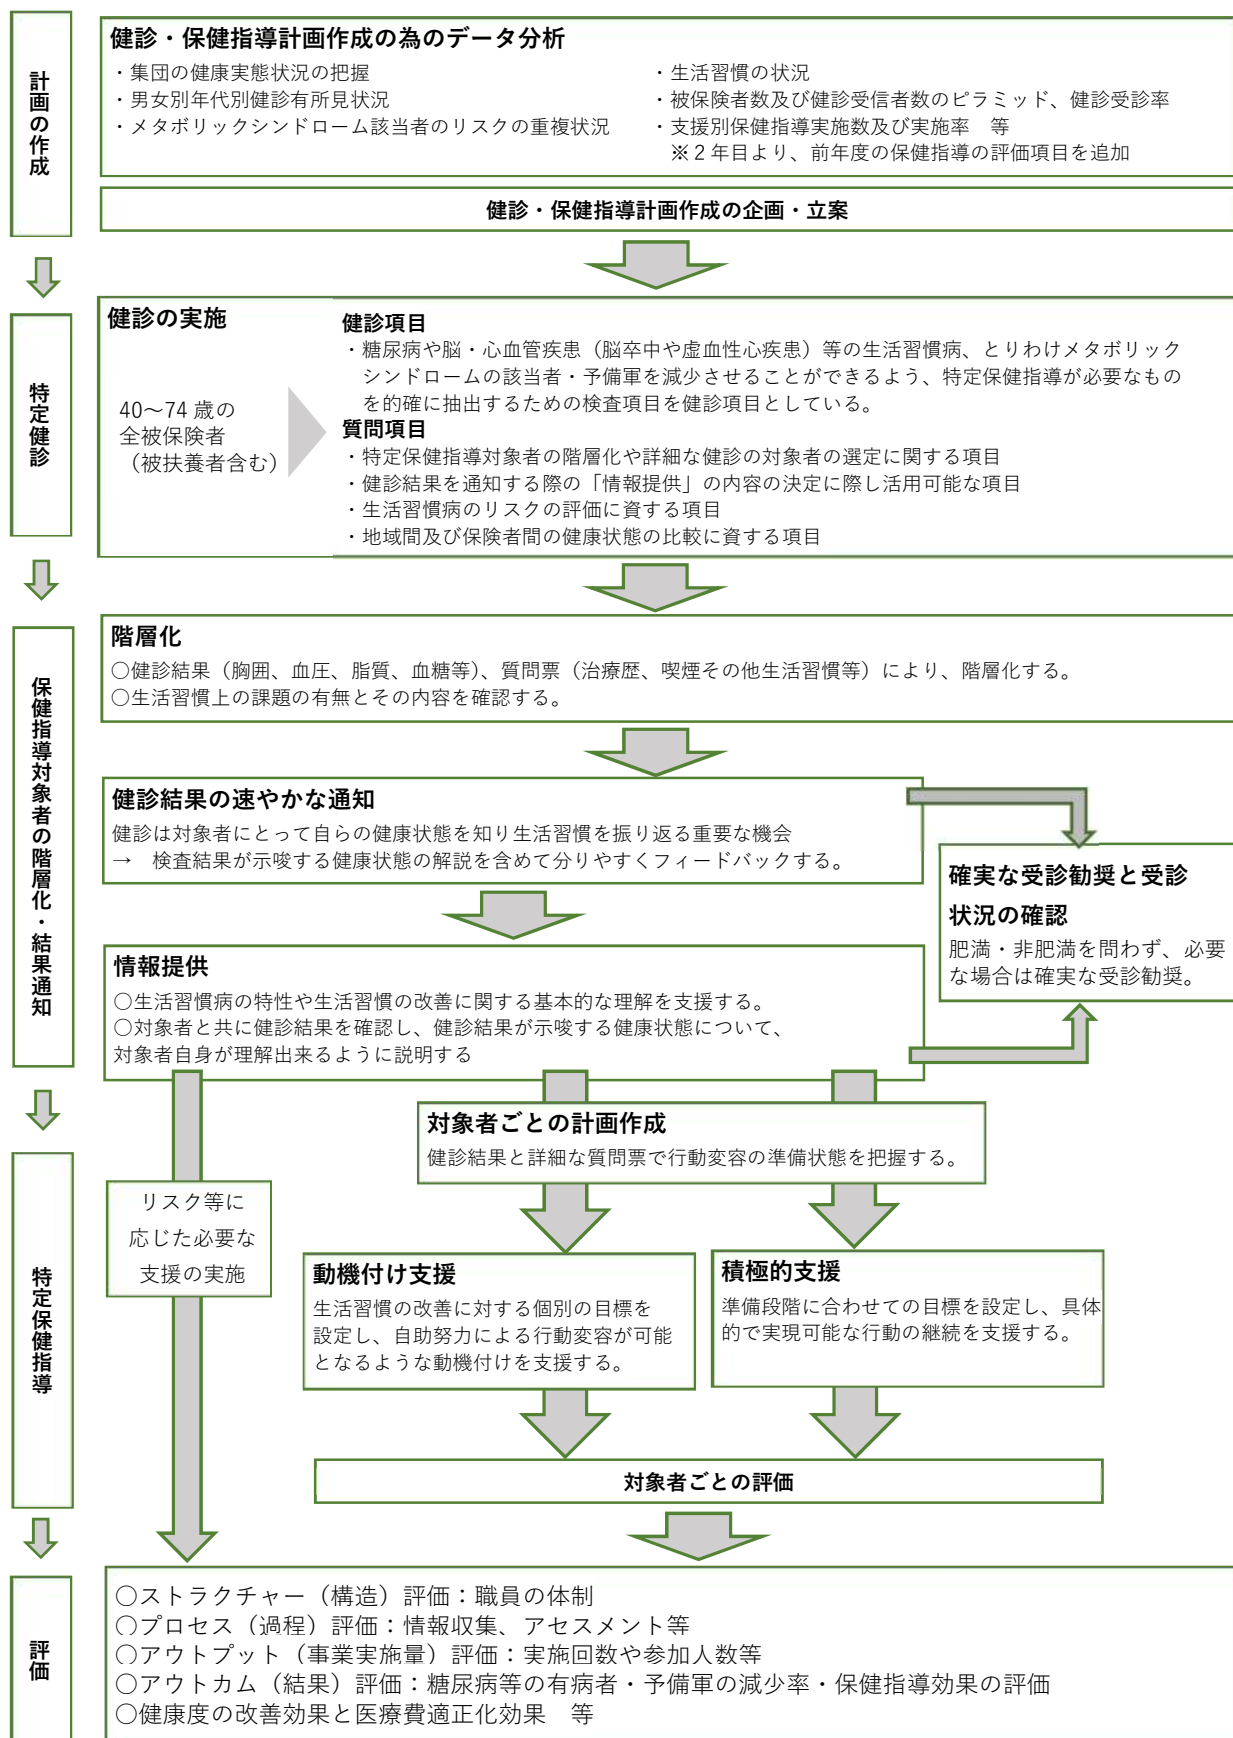 計画の作成
健診・保健指導計画作成の為のデータ分析
・集団の健康実態状況の把握
・男女別年代別健診有所見状況
・メタボリックシンドローム該当者のリスクの重複状況
・生活習慣の状況
・被保険者数及び健診受信者数のピラミッド、健診受診率
・支援別保健指導実施数及び実施率　等
※２年目より、前年度の保健指導の評価項目を追加
健診・保健指導計画作成の企画・立案
特定健診
健診の実施
40～74 歳の
全被保険者
（被扶養者含む）
健診項目
・糖尿病や脳・心血管疾患（脳卒中や虚血性心疾患）等の生活習慣病、とりわけメタボリック
シンドロームの該当者・予備軍を減少させることができるよう、特定保健指導が必要なもの
を的確に抽出するための検査項目を健診項目としている。
質問項目
・特定保健指導対象者の階層化や詳細な健診の対象者の選定に関する項目
・健診結果を通知する際の「情報提供」の内容の決定に際し活用可能な項目
・生活習慣病のリスクの評価に資する項目
・地域間及び保険者間の健康状態の比較に資する項目
保健指導対象者の階層化・結果通知
階層化
○健診結果（胸囲、血圧、脂質、血糖等）、質問票（治療歴、喫煙その他生活習慣等）により、階層化する。
○生活習慣上の課題の有無とその内容を確認する。
健診結果の速やかな通知
健診は対象者にとって自らの健康状態を知り生活習慣を振り返る重要な機会
→　検査結果が示唆する健康状態の解説を含めて分りやすくフィードバックする。
確実な受診勧奨と受診
状況の確認
肥満・非肥満を問わず、必要
な場合は確実な受診勧奨。
情報提供
○生活習慣病の特性や生活習慣の改善に関する基本的な理解を支援する。
○対象者と共に健診結果を確認し、健診結果が示唆する健康状態について、
対象者自身が理解出来るように説明する
特定保健指導
対象者ごとの計画作成
健診結果と詳細な質問票で行動変容の準備状態を把握する。
リスク等に
応じた必要な
支援の実施
動機付け支援
生活習慣の改善に対する個別の目標を
設定し、自助努力による行動変容が可能
となるような動機付けを支援する。
積極的支援
準備段階に合わせての目標を設定し、具体
的で実現可能な行動の継続を支援する。
対象者ごとの評価
評価
○ストラクチャー（構造）評価：職員の体制
○プロセス（過程）評価：情報収集、アセスメント等
○アウトプット（事業実施量）評価：実施回数や参加人数等
○アウトカム（結果）評価：糖尿病等の有病者・予備軍の減少率・保健指導効果の評価
○健康度の改善効果と医療費適正化効果　等